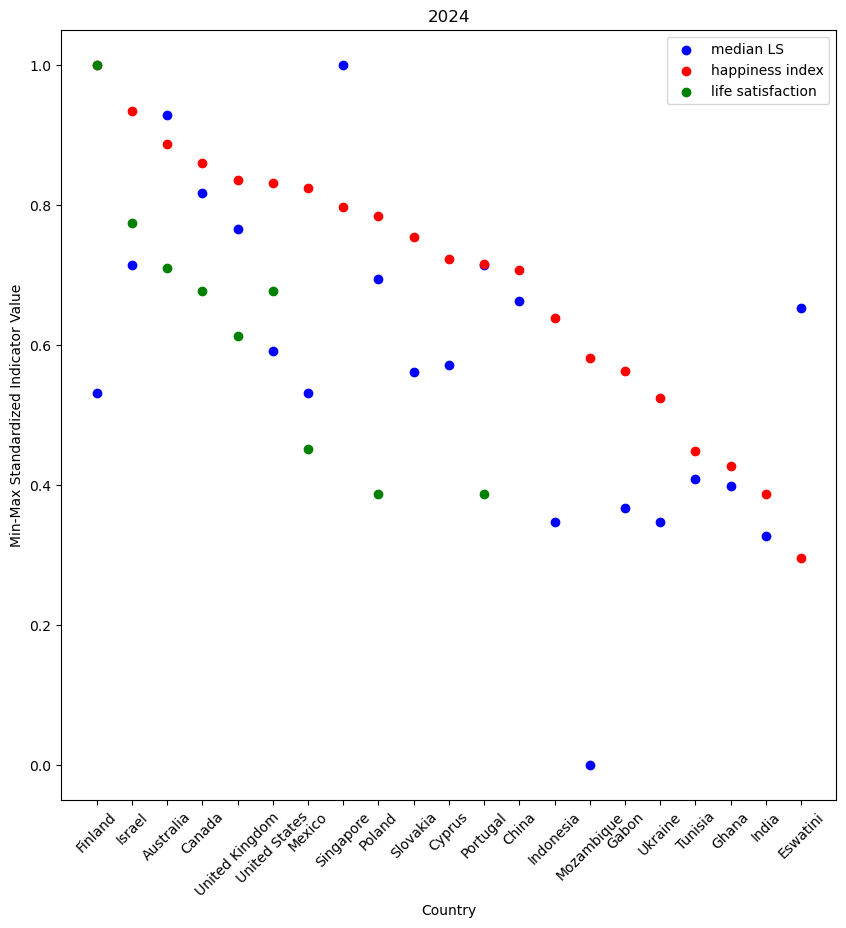 2024
median LS
happiness index
life satisfaction
1.0
0.8
0.6
0.4
0.2
0.0
Min-Max Standardized Indicator Value
Finland
Israel
Australia
Canada
United Kingdom
United States
Mexico
Singapore
Poland
Slovakia
Cyprus
Portugal
China
Indonesia
Mozambique
Gabon
Ukraine
Tunisia
Ghana
India
Eswatini
Country